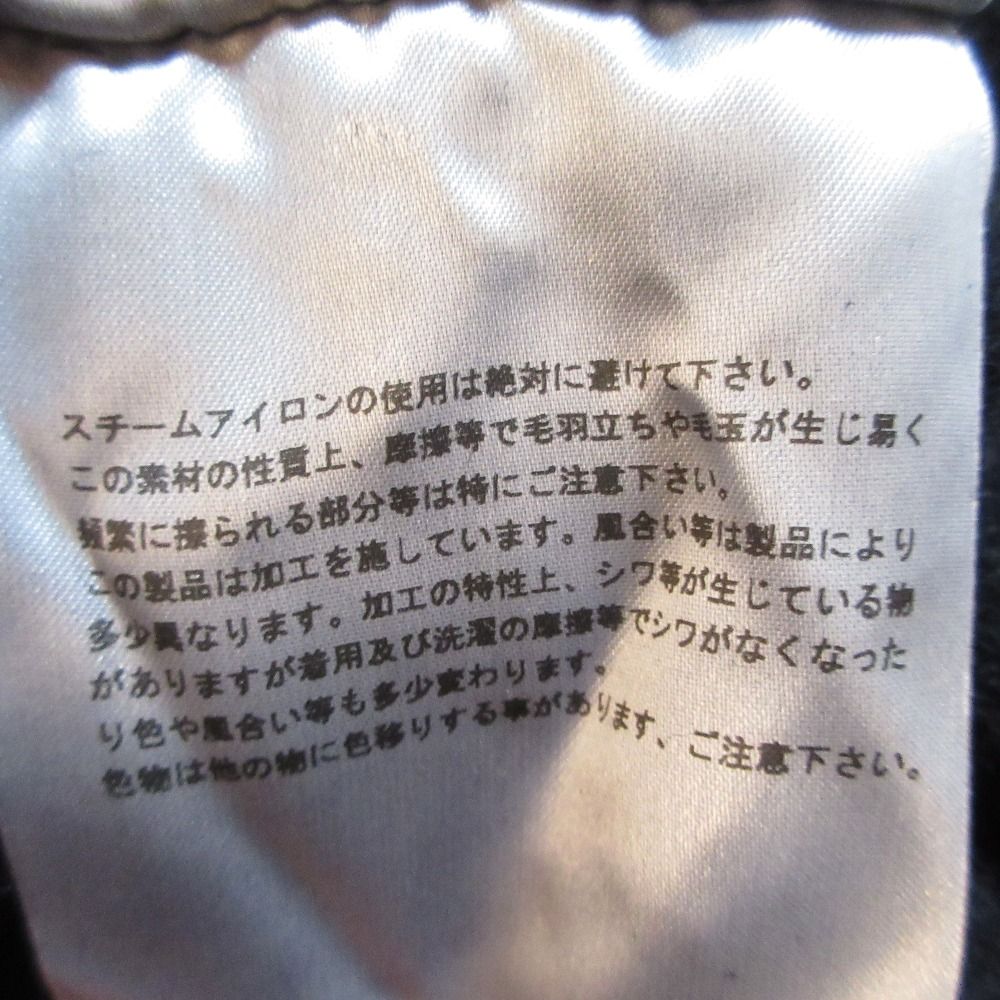 スチームアイロンの使用は絶対に避けて下さい。
この素材の性質上、摩擦等で毛羽立ちや毛玉が生じ易く
頻繁に擦られる部分等は特にご注意下さい。
この製品は加工を施しています。風合い等は製品により
多少異なります。加工の特性上、シワ等が生じている物
がありますが着用及び洗濯の摩擦等でシワがなくなった
り色や風合い等も多少変わります。
色物は他の物に色移りする事があります、ご注意下さい。